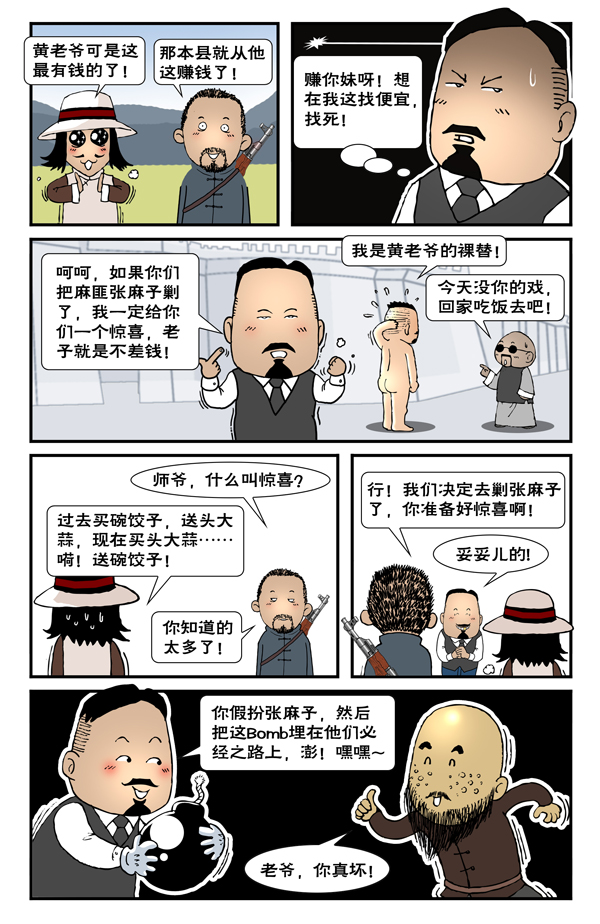 黄老爷可是这
最有钱的了！
那本县就从他
这赚钱了！
赚你妹呀！想
在我这找便宜，
找死！
呵呵，如果你们
把麻匪张麻子剿
了，我一定给你
们一个惊喜，老
子就是不差钱！
我是黄老爷的裸替！
今天没你的戏，
回家吃饭去吧！
师爷，什么叫惊喜？
过去买碗饺子，送头大
蒜，现在买头大蒜……
嗬！送碗饺子！
你知道的
太多了！
行！我们决定去剿张麻子
了，你准备好惊喜啊！
妥妥儿的！
你假扮张麻子，然后
把这Bomb埋在他们必
经之路上，澎！嘿嘿～
老爷，你真坏！